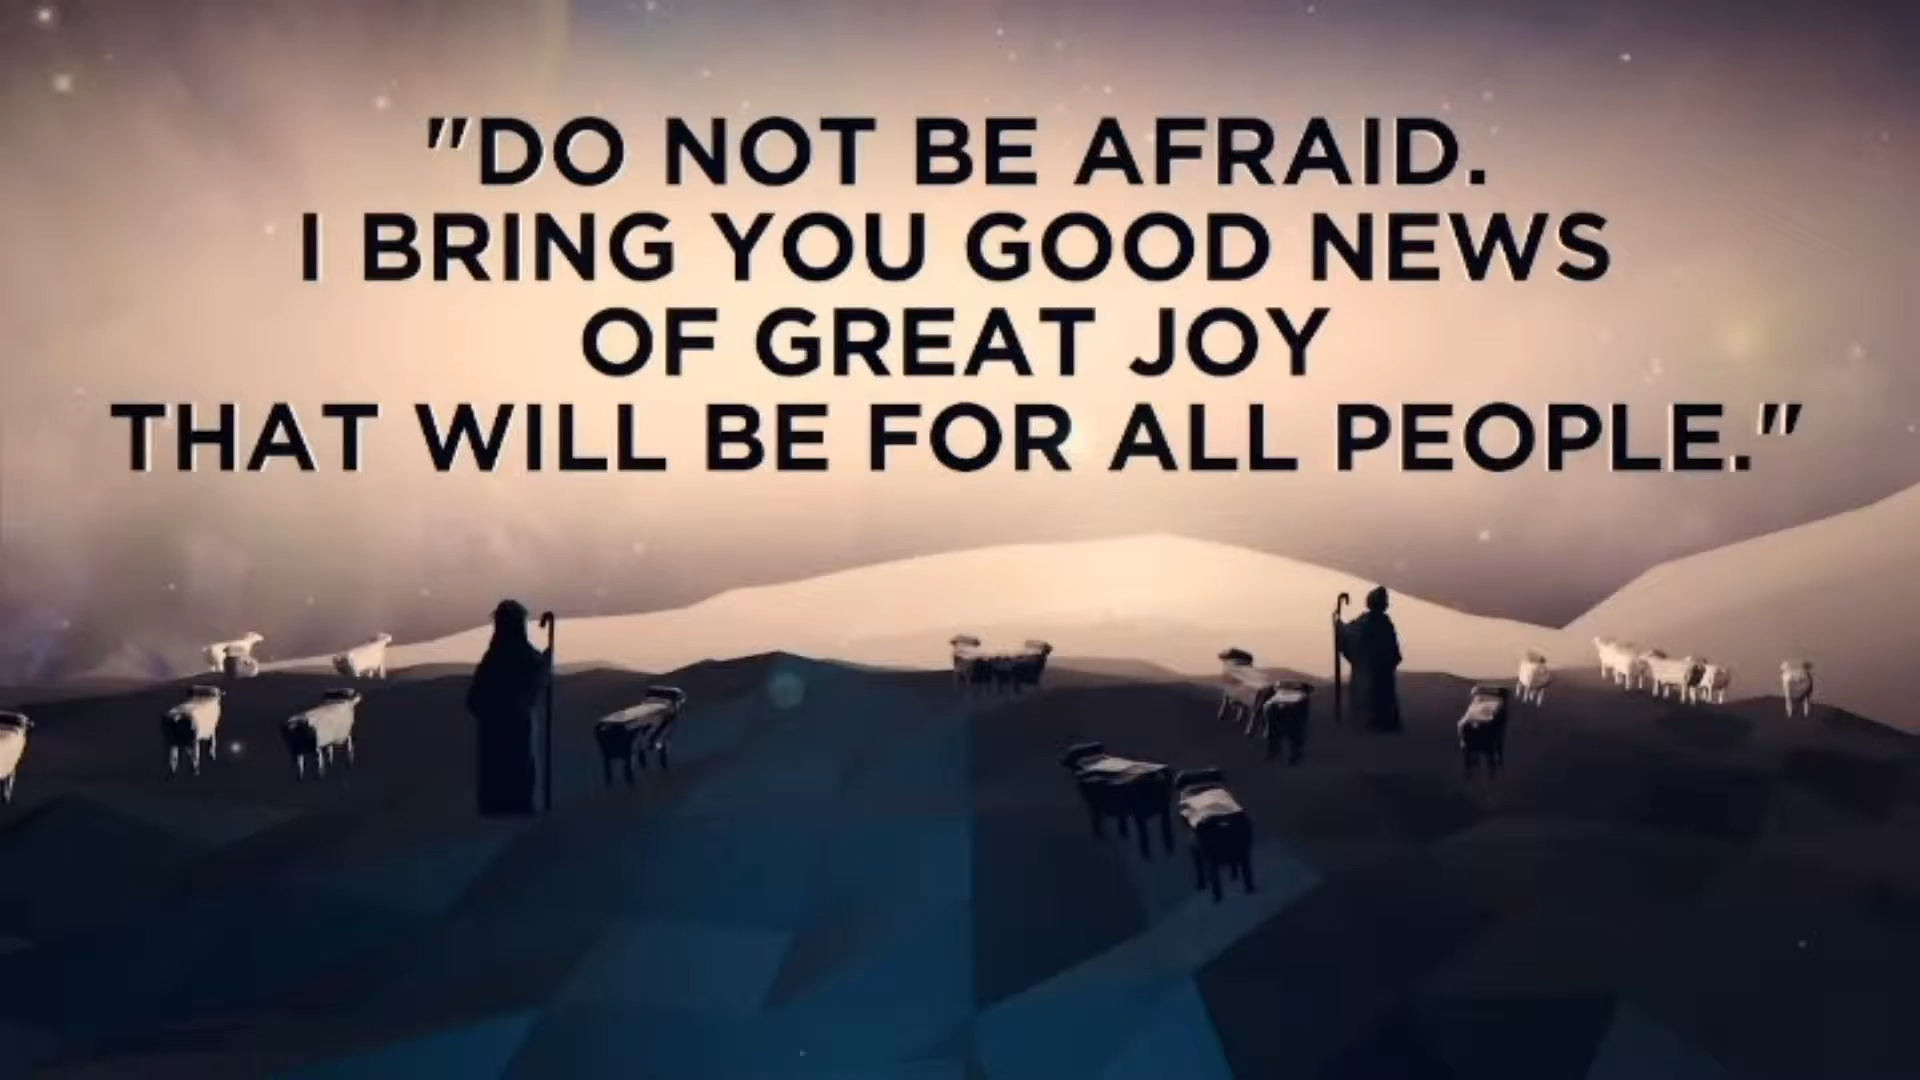 "DO NOT BE AFRAID.
I BRING YOU GOOD NEWS
OF GREAT JOY
THAT WILL BE FOR ALL PEOPLE."